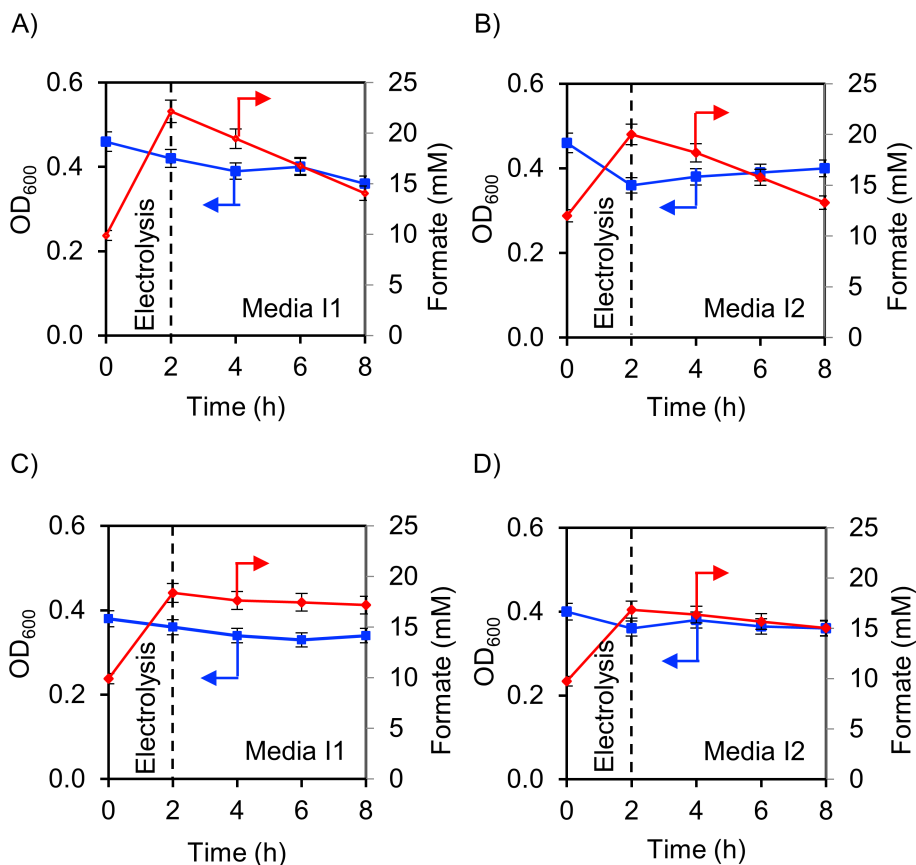 A)
B)
0.6
0.4
0.2
0.0
OD600
25
20
15
10
5
0
Formate (mM)
Electrolysis
Media I1
0 2 4 6 8
Time (h)
0.6
0.4
0.2
0.0
OD600
25
20
15
10
5
0
Formate (mM)
Electrolysis
Media I2
0 2 4 6 8
Time (h)
C)
D)
0.6
0.4
0.2
0.0
OD600
25
20
15
10
5
0
Formate (mM)
Electrolysis
Media I1
0 2 4 6 8
Time (h)
0.6
0.4
0.2
0.0
OD600
25
20
15
10
5
0
Formate (mM)
Electrolysis
Media I2
0 2 4 6 8
Time (h)